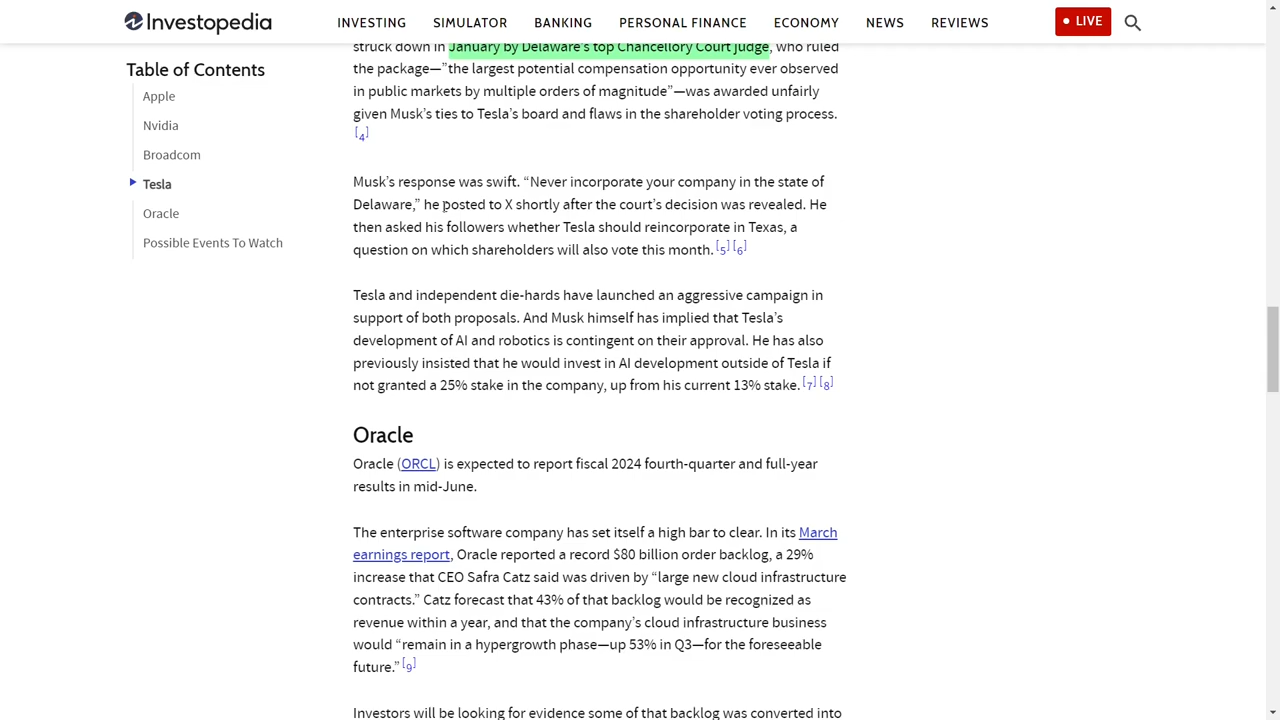 Investopedia
INVESTING
SIMULATOR
BANKING
PERSONAL FINANCE
ECONOMY
NEWS
REVIEWS
LIVE
Table of Contents
Apple
Nvidia
Broadcom
Tesla
Oracle
Possible Events To Watch
struck down in January by Delaware's top Chancellory Court judge, who ruled
the package—”the largest potential compensation opportunity ever observed
in public markets by multiple orders of magnitude”—was awarded unfairly
given Musk’s ties to Tesla’s board and flaws in the shareholder voting process.
[4]
Musk’s response was swift. “Never incorporate your company in the state of
Delaware,” he posted to X shortly after the court’s decision was revealed. He
then asked his followers whether Tesla should reincorporate in Texas, a
question on which shareholders will also vote this month. [5] [6]
Tesla and independent die-hards have launched an aggressive campaign in
support of both proposals. And Musk himself has implied that Tesla’s
development of AI and robotics is contingent on their approval. He has also
previously insisted that he would invest in AI development outside of Tesla if
not granted a 25% stake in the company, up from his current 13% stake. [7] [8]
Oracle
Oracle (ORCL) is expected to report fiscal 2024 fourth-quarter and full-year
results in mid-June.
The enterprise software company has set itself a high bar to clear. In its March
earnings report, Oracle reported a record $80 billion order backlog, a 29%
increase that CEO Safra Catz said was driven by “large new cloud infrastructure
contracts.” Catz forecast that 43% of that backlog would be recognized as
revenue within a year, and that the company’s cloud infrastructure business
would “remain in a hypergrowth phase—up 53% in Q3—for the foreseeable
future.” [9]
Investors will be looking for evidence some of that backlog was converted into